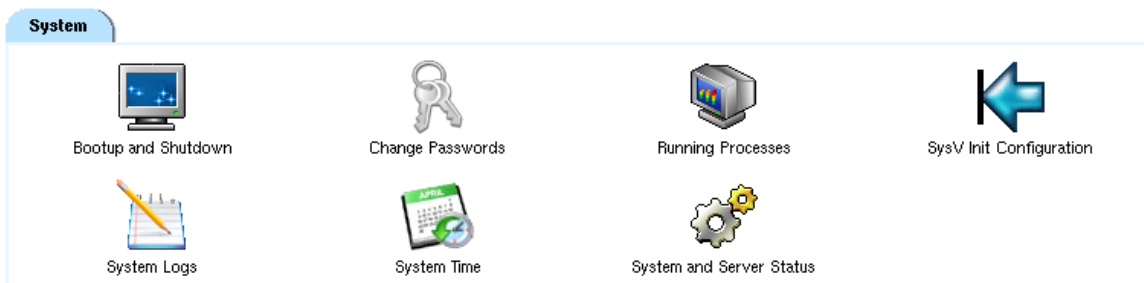 System
Bootup and Shutdown
Change Passwords
Running Processes
SysV Init Configuration
APRIL
System Logs
System Time
System and Server Status